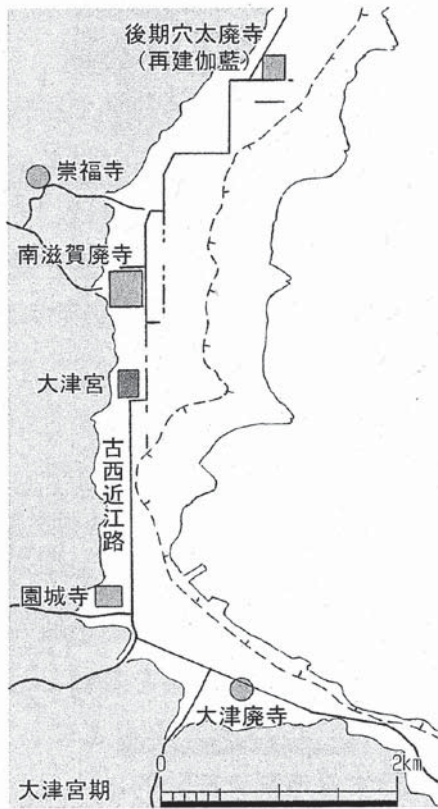 後期穴太廃寺
（再建伽藍）
崇福寺
南滋賀廃寺
大津宮
古西近江路
園城寺
大津廃寺
0
2km
大津宮期